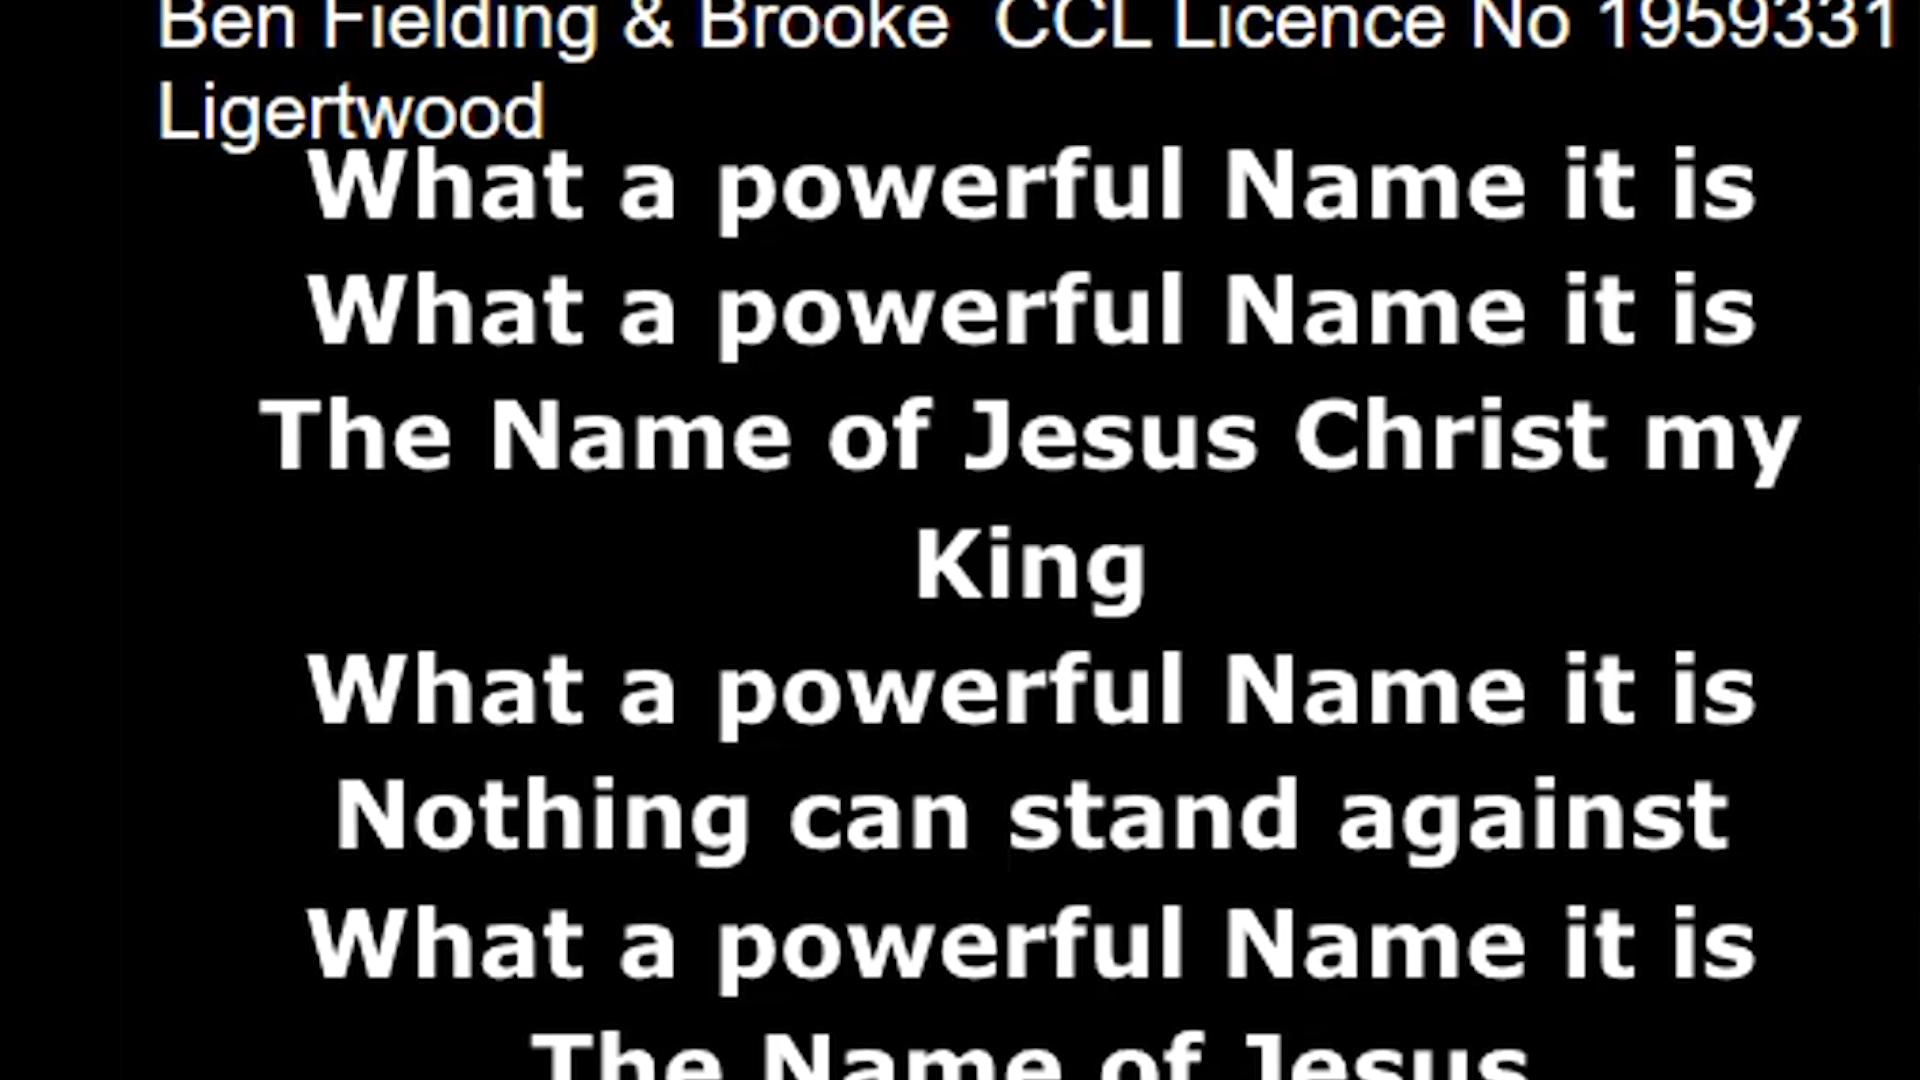 Ben Fielding & Brooke CCL Licence No 1959331
Ligertwood
What a powerful Name it is
What a powerful Name it is
The Name of Jesus Christ my
King
What a powerful Name it is
Nothing can stand against
What a powerful Name it is
The Name of Jesus